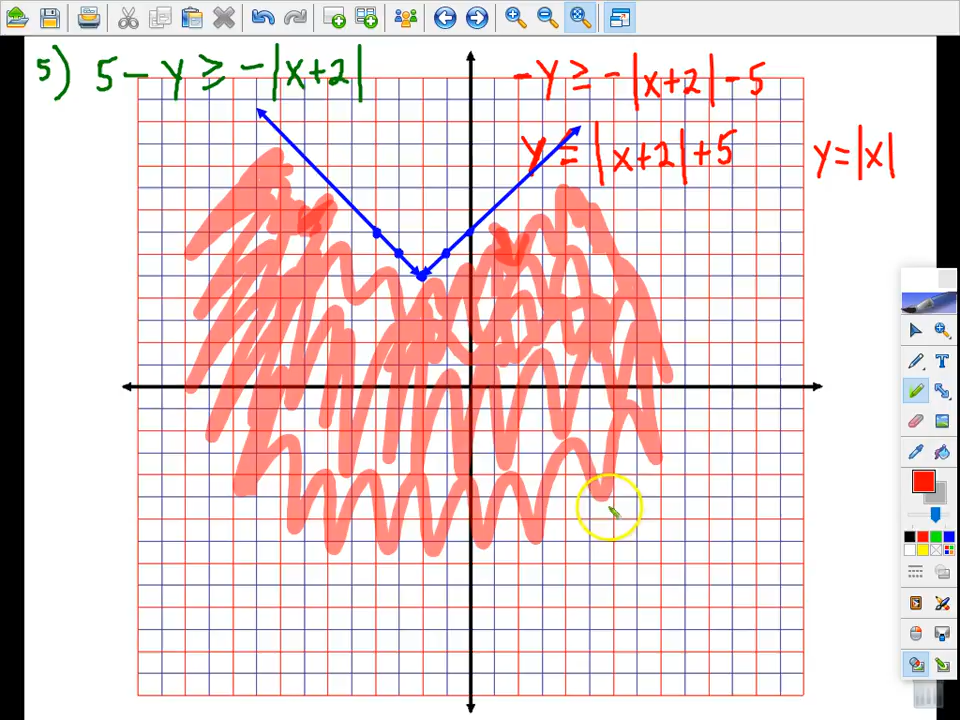 5) 5 - y ≥ -|x+2|
-y ≥ -|x+2| - 5
y = |x+2| + 5
y = |x|
T